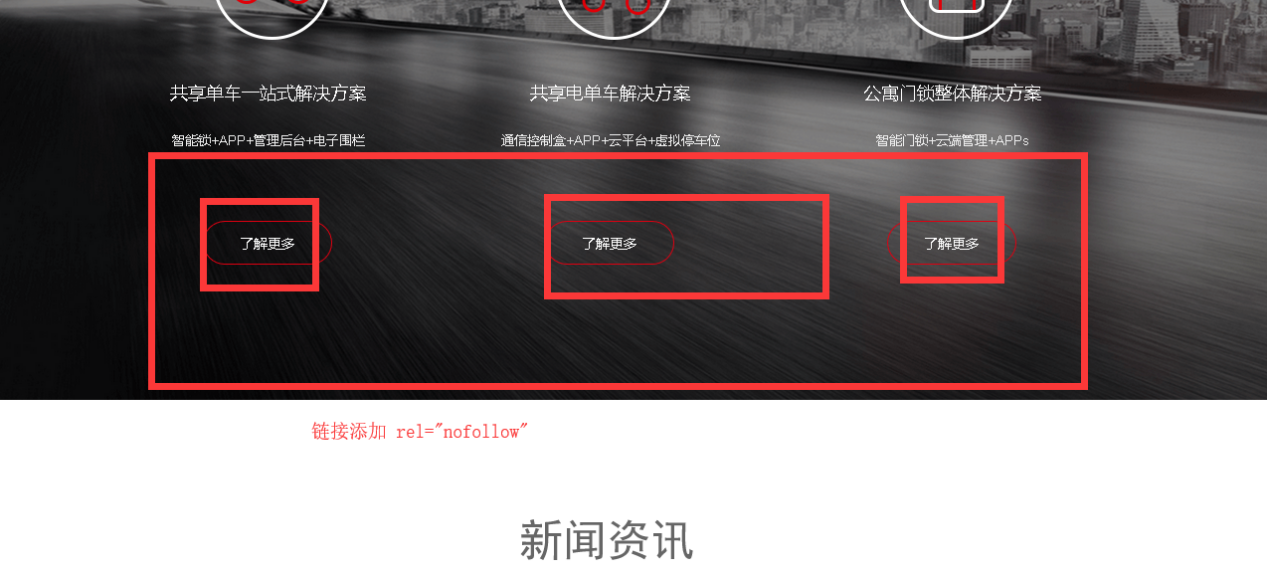 共享单车一站式解决方案
共享电单车解决方案
公寓门锁整体解决方案
智能锁+APP+管理后台+电子围栏
通信控制盒+APP+云平台+虚拟停车位
智能门锁+云端管理+APPs
了解更多
了解更多
了解更多
链接添加 rel="nofollow"
新闻资讯